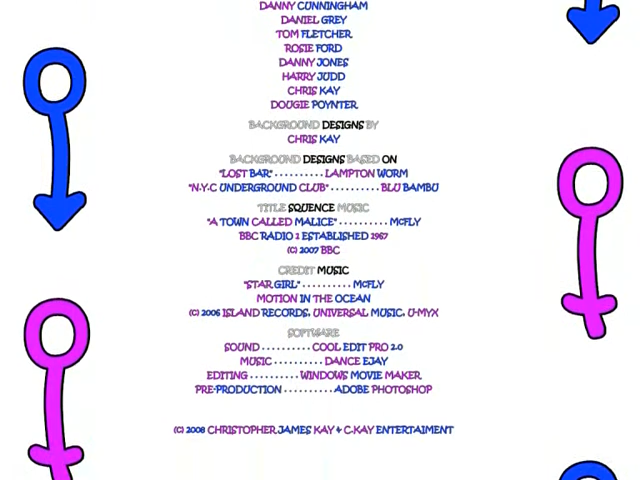 DANNY CUNNINGHAM
DANIEL GREY
TOM FLETCHER
ROSIE FORD
DANNY JONES
HARRY JUDD
CHRIS KAY
DOUGIE POYNTER
BACKGROUND DESIGNS BY
CHRIS KAY
BACKGROUND DESIGNS BASED ON
"LOST BAR" . . . . . . . . . . LAMPTON WORM
"N.Y.C UNDERGROUND CLUB" . . . . . . . . . . BLU BAMBU
TITLE SQUENCE MUSIC
"A TOWN CALLED MALICE" . . . . . . . . . . McFLY
BBC RADIO 1 ESTABLISHED 1967
(C) 2007 BBC
CREDIT MUSIC
"STAR GIRL" . . . . . . . . . . McFLY
MOTION IN THE OCEAN
(C) 2006 ISLAND RECORDS, UNIVERSAL MUSIC, U-MYX
SOFTWARE
SOUND . . . . . . . . . . COOL EDIT PRO 2.0
MUSIC . . . . . . . . . . DANCE EJAY
EDITING . . . . . . . . . . WINDOWS MOVIE MAKER
PRE-PRODUCTION . . . . . . . . . . ADOBE PHOTOSHOP
(C) 2008 CHRISTOPHER JAMES KAY & C-KAY ENTERTAIMENT